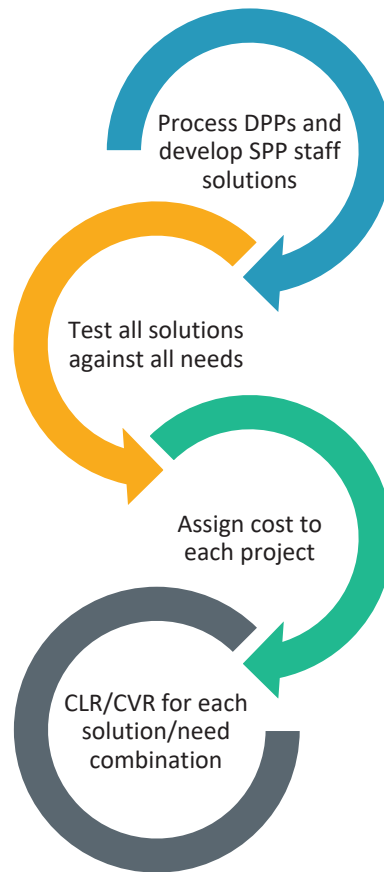 Process DPPs and
develop SPP staff
solutions
Test all solutions
against all needs
Assign cost to
each project
CLR/CVR for each
solution/need
combination